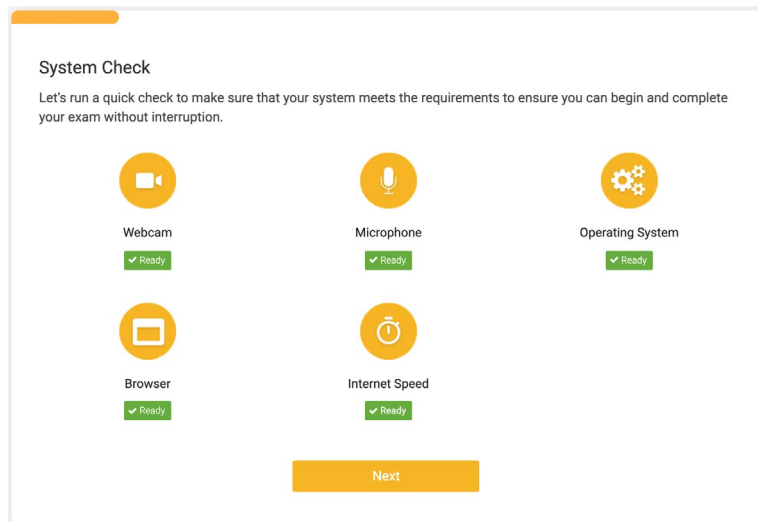 System Check
Let's run a quick check to make sure that your system meets the requirements to ensure you can begin and complete
your exam without interruption.
Webcam
Microphone
Operating System
Ready
Ready
Ready
Browser
Internet Speed
Ready
Ready
Next